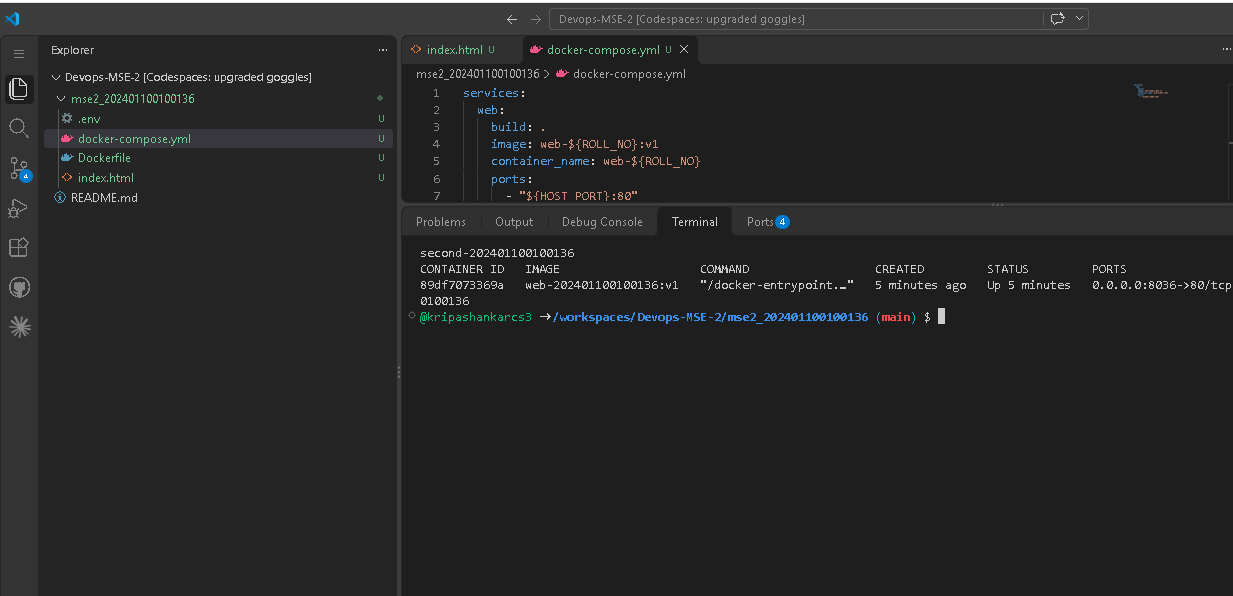 Devops-MSE-2 [Codespaces: upgraded goggles]
Explorer
Devops-MSE-2 [Codespaces: upgraded goggles]
mse2_202401100100136
.env U
docker-compose.yml U
Dockerfile U
index.html U
README.md
4
index.html U
docker-compose.yml U
mse2_202401100100136 > docker-compose.yml
1 services:
2 web:
3 build: .
4 image: web-${ROLL_NO}:v1
5 container_name: web-${ROLL_NO}
6 ports:
7 - "${HOST_PORT}:80"
Problems Output Debug Console Terminal Ports 4
second-202401100100136
CONTAINER ID IMAGE COMMAND CREATED STATUS PORTS
89df7073369a web-202401100100136:v1 "/docker-entrypoint.…" 5 minutes ago Up 5 minutes 0.0.0.0:8036->80/tcp
0100136
@kripashankarcs3 →/workspaces/Devops-MSE-2/mse2_202401100100136 (main) $